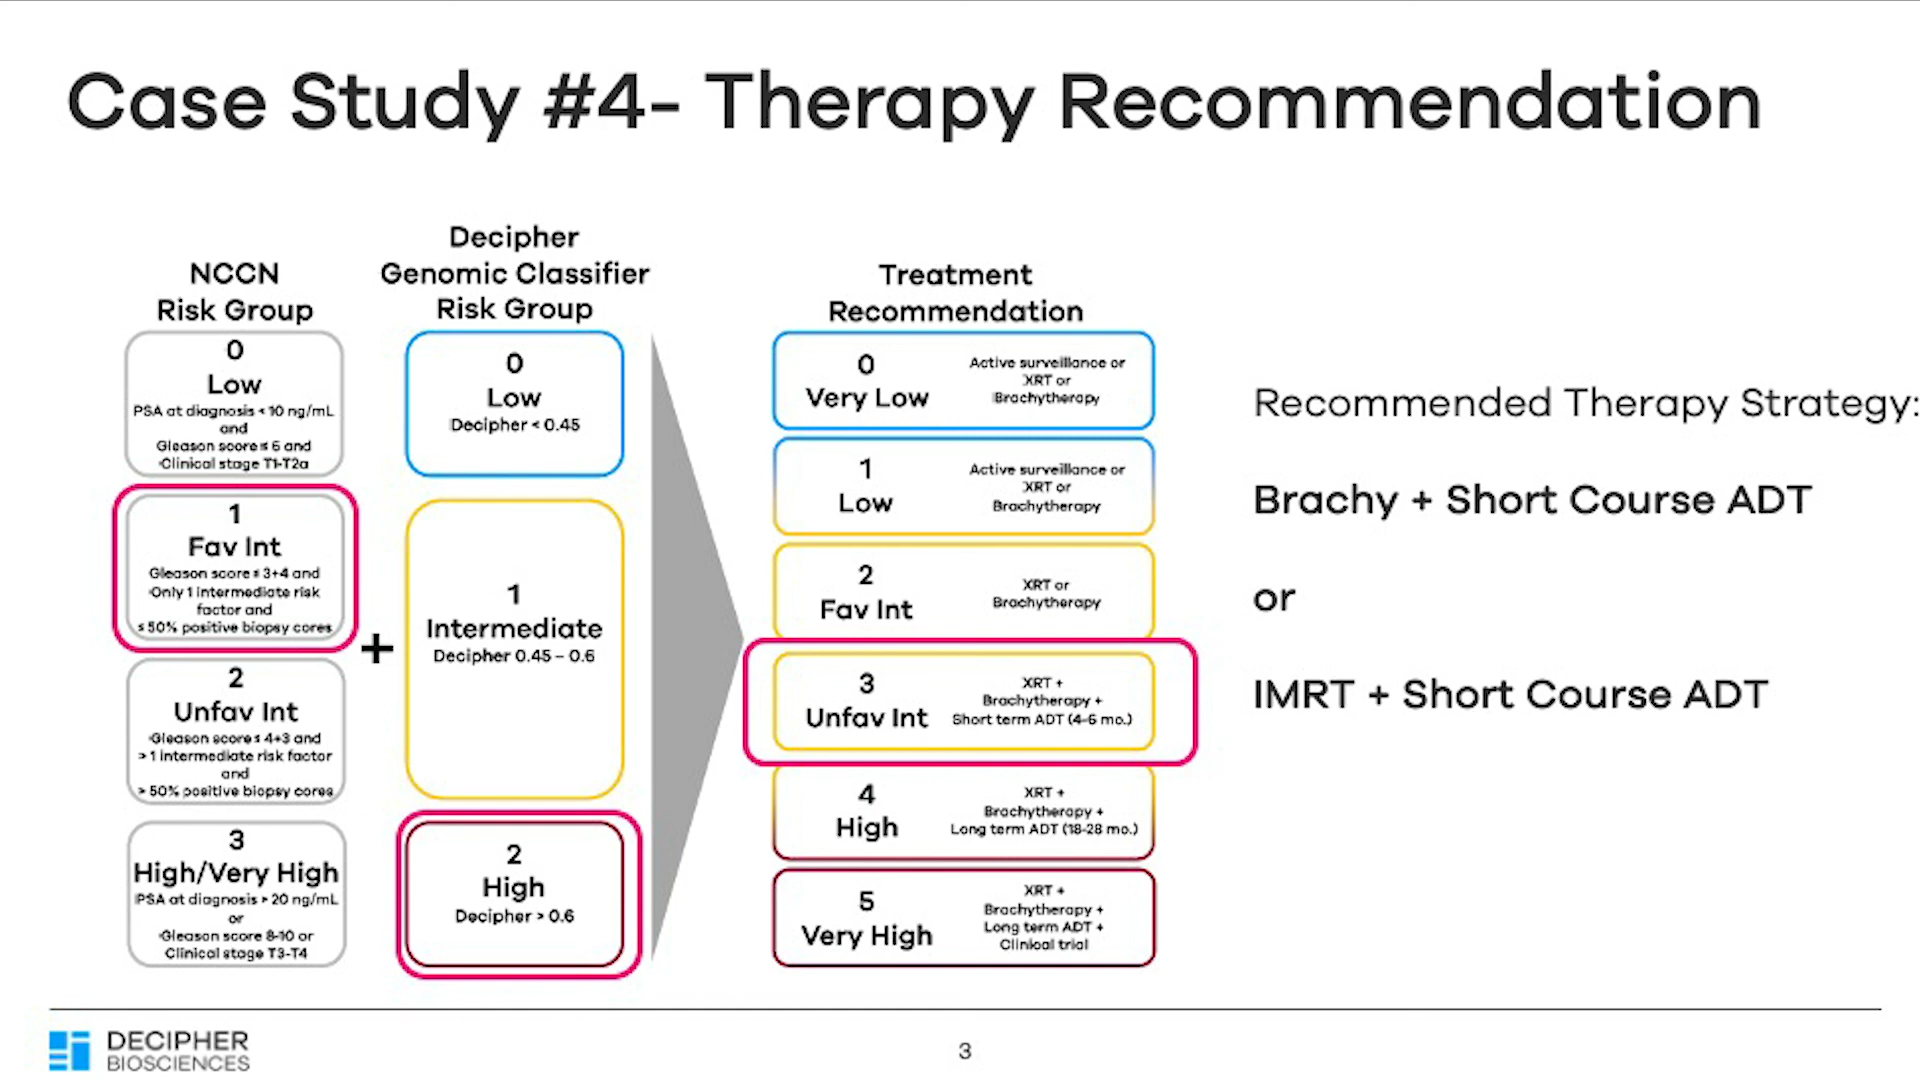 Case Study #4- Therapy Recommendation
NCCN
Risk Group
0
Low
PSA at diagnosis < 10 ng/mL
and
Gleason score ≤ 6 and
Clinical stage T1-T2a
1
Fav Int
Gleason score ≤ 3+4 and
Only 1 intermediate risk
factor and
≤ 50% positive biopsy cores
2
Unfav Int
Gleason score ≤ 4+3 and
> 1 intermediate risk factor
and
> 50% positive biopsy cores
3
High/Very High
PSA at diagnosis > 20 ng/mL
or
Gleason score 8-10 or
Clinical stage T3-T4
+
Decipher
Genomic Classifier
Risk Group
0
Low
Decipher < 0.45
1
Intermediate
Decipher 0.45 – 0.6
2
High
Decipher > 0.6
Treatment
Recommendation
0
Very Low
Active surveillance or
XRT or
Brachytherapy
1
Low
Active surveillance or
XRT or
Brachytherapy
2
Fav Int
XRT or
Brachytherapy
3
Unfav Int
XRT +
Brachytherapy +
Short term ADT (4-6 mo.)
4
High
XRT +
Brachytherapy +
Long term ADT (18-28 mo.)
5
Very High
XRT +
Brachytherapy +
Long term ADT +
Clinical trial
Recommended Therapy Strategy:
Brachy + Short Course ADT
or
IMRT + Short Course ADT
DECIPHER
BIOSCIENCES
3